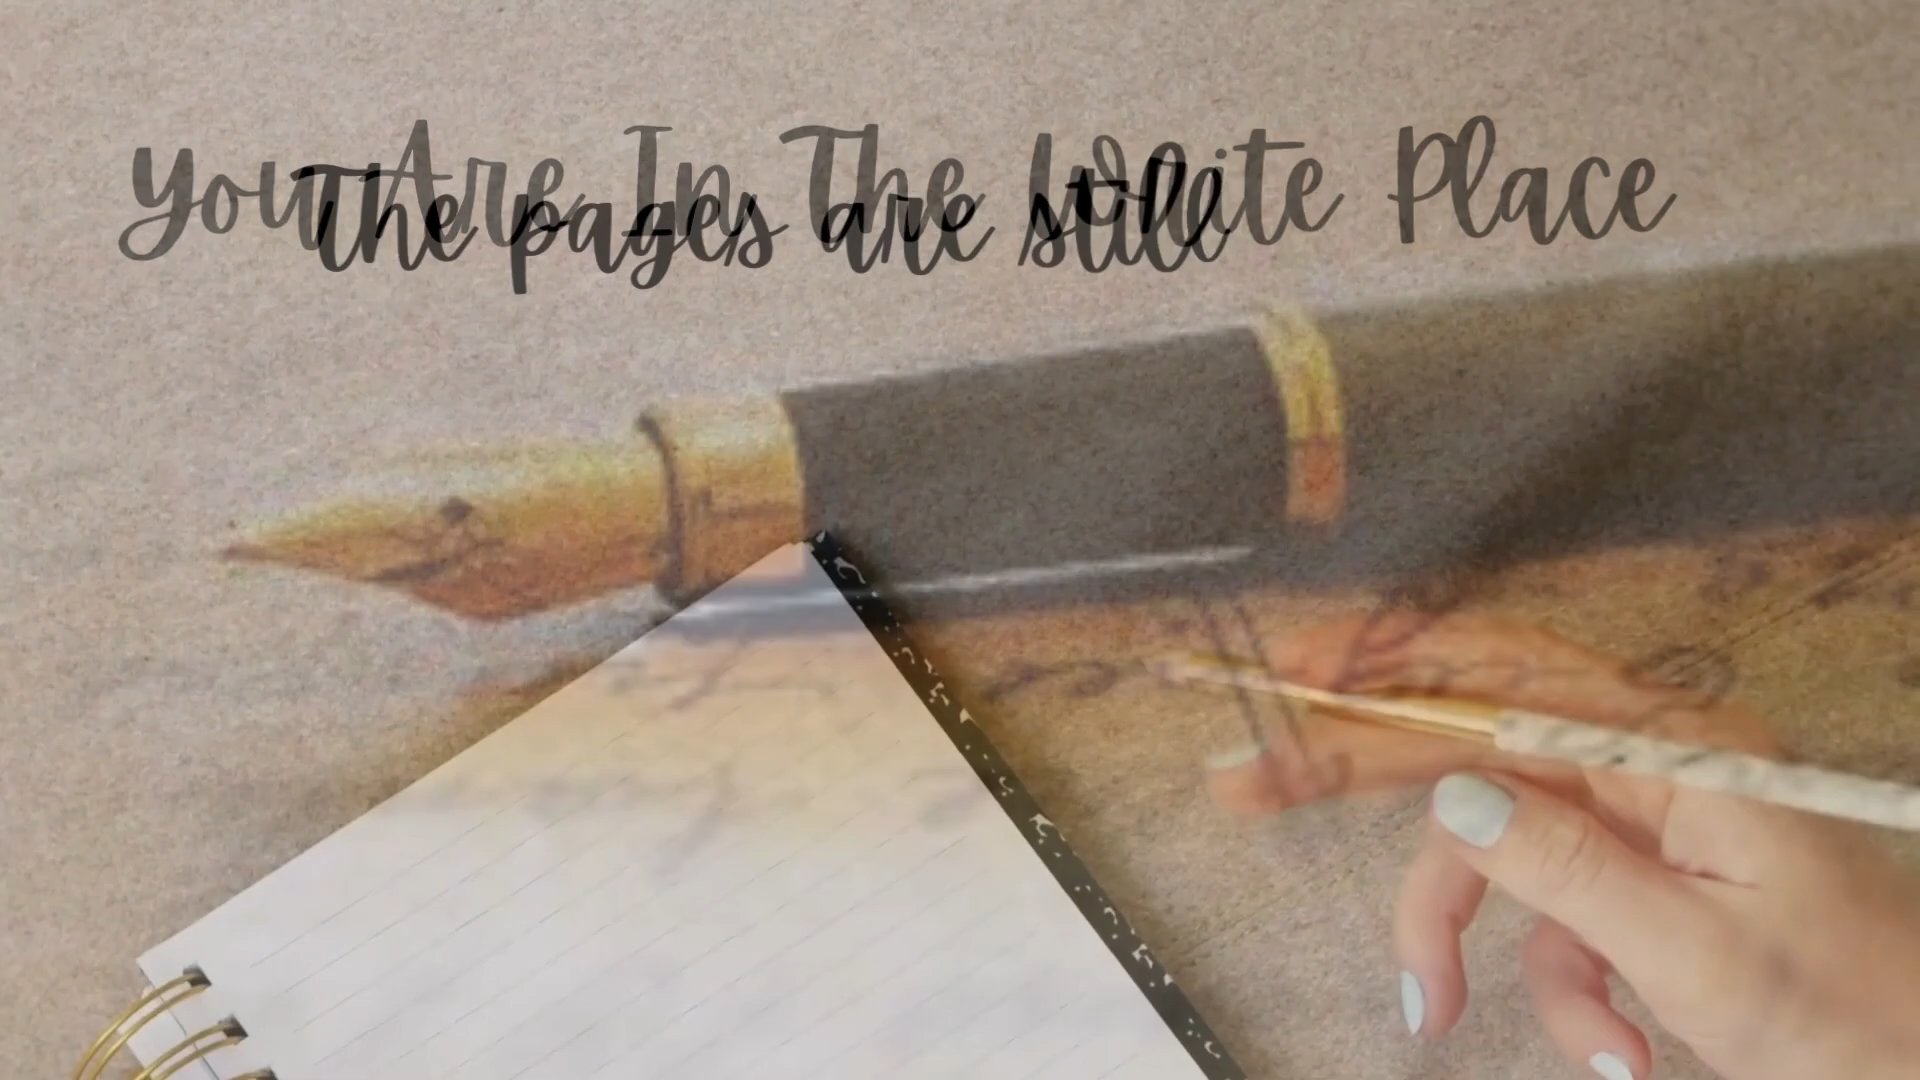 You Are In The Write Place
The pages are still